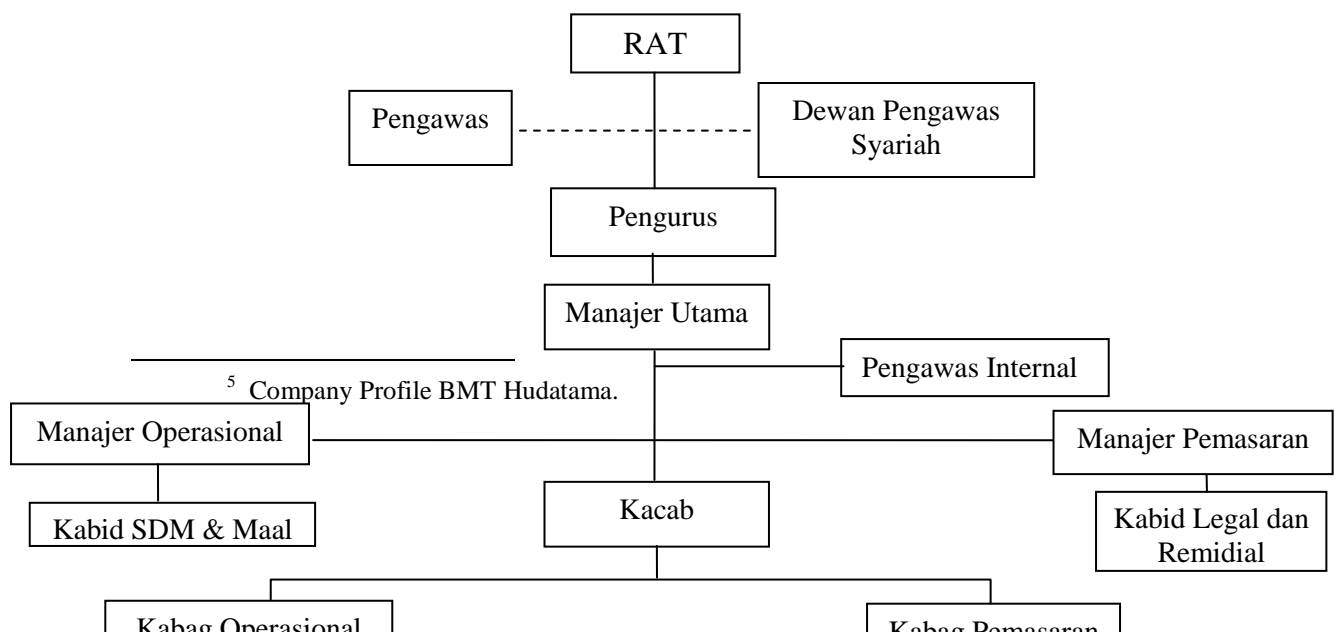 RAT
Pengawas
Dewan Pengawas
Syariah
Pengurus
Manajer Utama
Pengawas Internal
5 Company Profile BMT Hudatama.
Manajer Operasional
Manajer Pemasaran
Kabid SDM & Maal
Kacab
Kabid Legal dan
Remidial
Kabag Operasional
Kabag Pemasaran